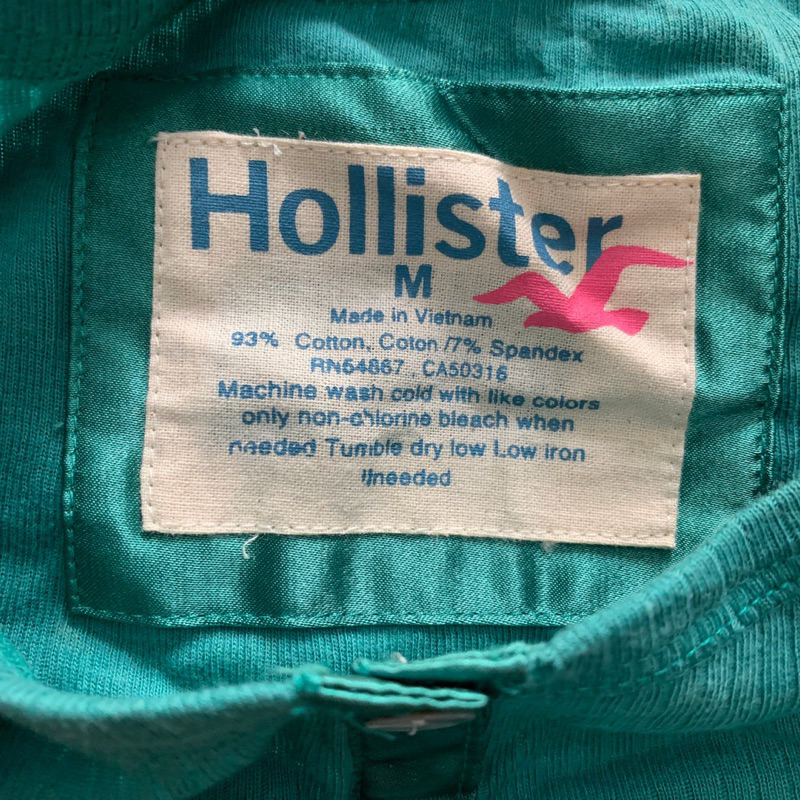 Hollister
M
Made in Vietnam
93% Cotton, Coton /7% Spandex
RN54867 , CA50316
Machine wash cold with like colors
only non-chlorine bleach when
needed Tumble dry low Low iron
ifneeded